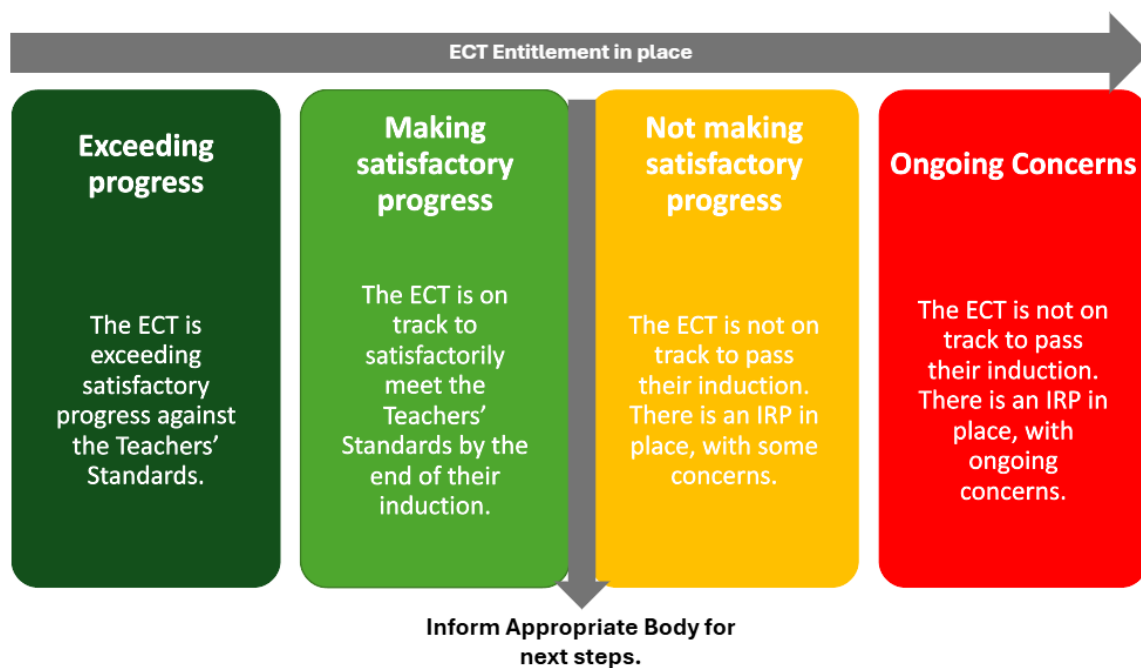 ECT Entitlement in place
Exceeding
progress
The ECT is
exceeding
satisfactory
progress against
the Teachers'
Standards.
Making
satisfactory
progress
The ECT is on
track to
satisfactorily
meet the
Teachers'
Standards by the
end of their
induction.
Not making
satisfactory
progress
The ECT is not on
track to pass
their induction.
There is an IRP in
place, with some
concerns.
Ongoing Concerns
The ECT is not on
track to pass
their induction.
There is an IRP in
place, with
ongoing
concerns.
Inform Appropriate Body for
next steps.